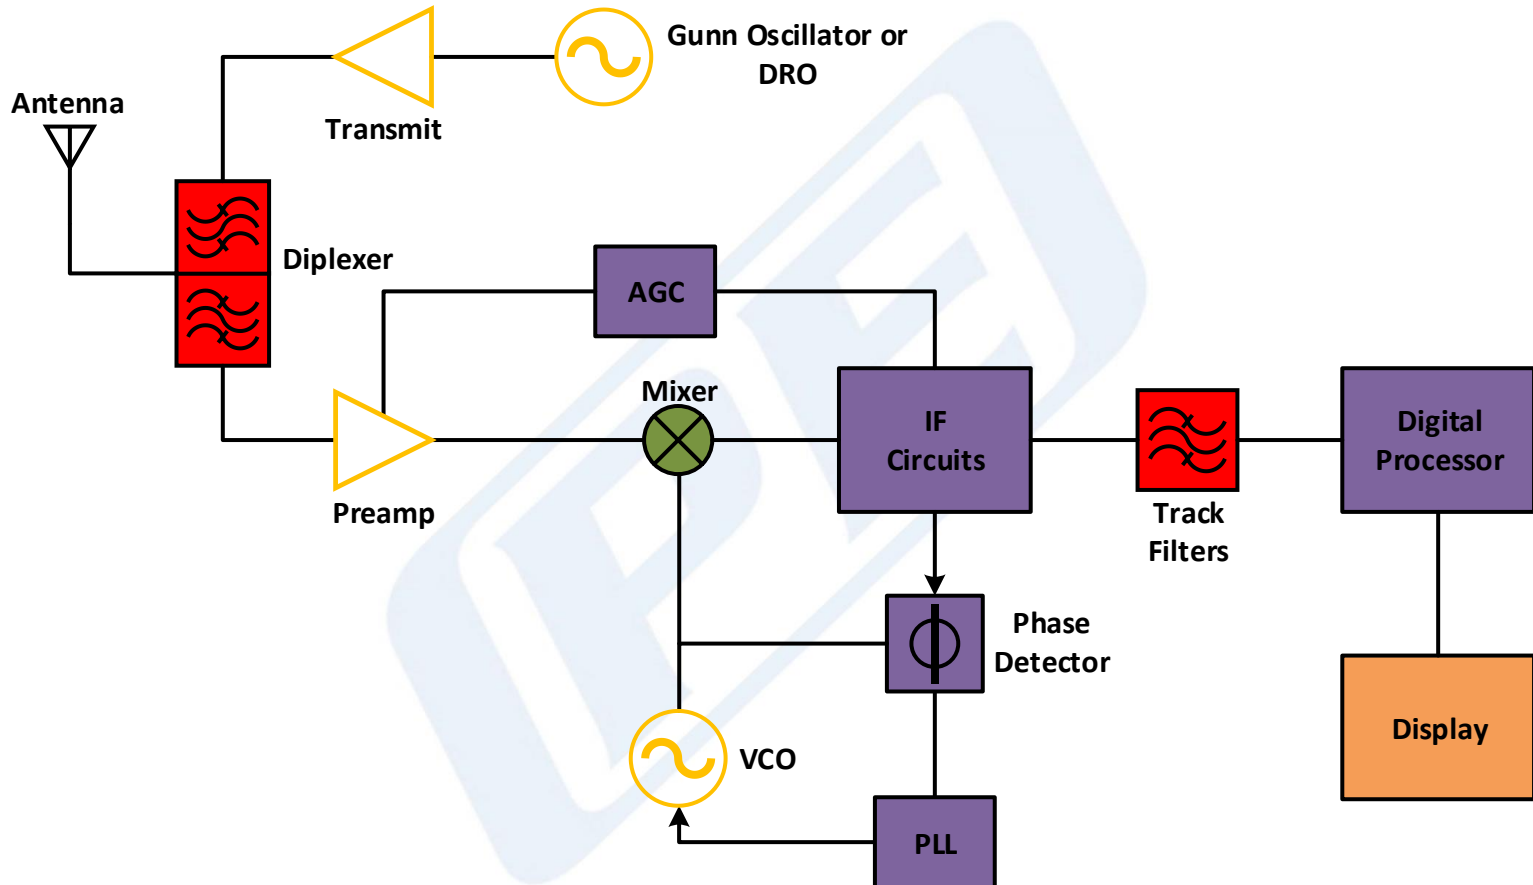 Gunn Oscillator or
DRO
Antenna
Transmit
Diplexer
AGC
Mixer
IF
Circuits
Digital
Processor
Preamp
Track
Filters
Phase
Detector
VCO
Display
PLL
PE